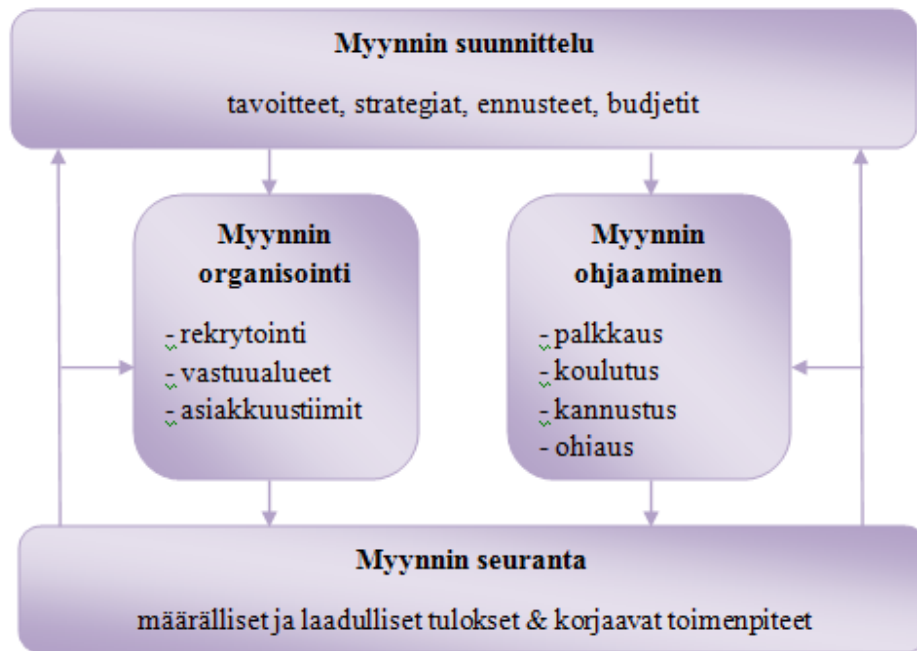 Myynnin suunnittelu
tavoitteet, strategiat, ennusteet, budjetit
Myynnin
organisointi
- rekrytointi
- vastuualueet
- asiakkuustiimit
Myynnin
ohjaaminen
- palkkaus
- koulutus
- kannustus
- ohjaus
Myynnin seuranta
määrälliset ja laadulliset tulokset & korjaavat toimenpiteet